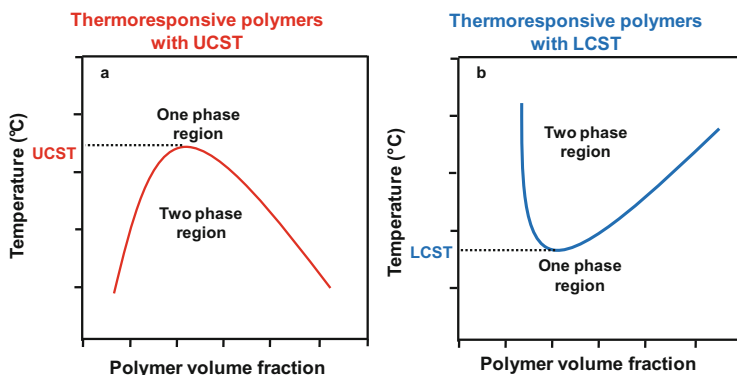 Thermoresponsive polymers
with UCST
a
One phase
region
UCST
Two phase
region
Temperature (°C)
Polymer volume fraction
Thermoresponsive polymers
with LCST
b
Two phase
region
Temperature (°C)
LCST
One phase
region
Polymer volume fraction